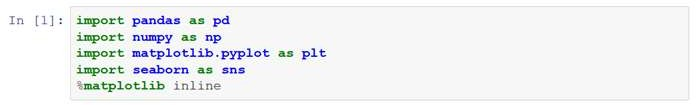 In [1]: import pandas as pd
import numpy as np
import matplotlib.pyplot as plt
import seaborn as sns
%matplotlib inline